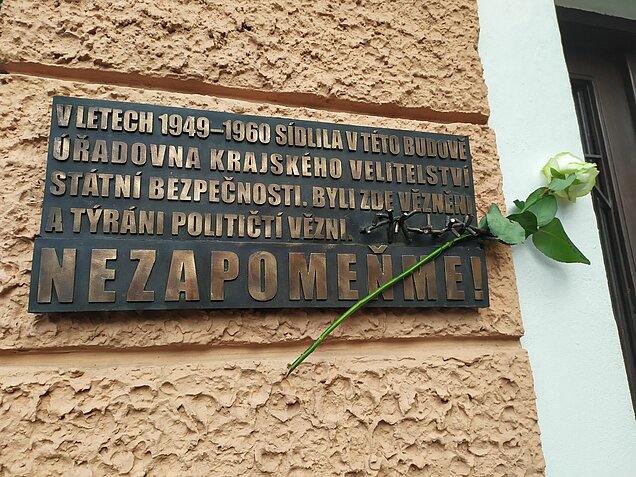 V LETECH 1949–1960 SÍDLILA V TÉTO BUDOVĚ
ÚŘADOVNA KRAJSKÉHO VELITELSTVÍ
STÁTNÍ BEZPEČNOSTI. BYLI ZDE VĚZNĚNI
A TÝRÁNI POLITIČTÍ VĚZNI.
NEZAPOMEŇME!